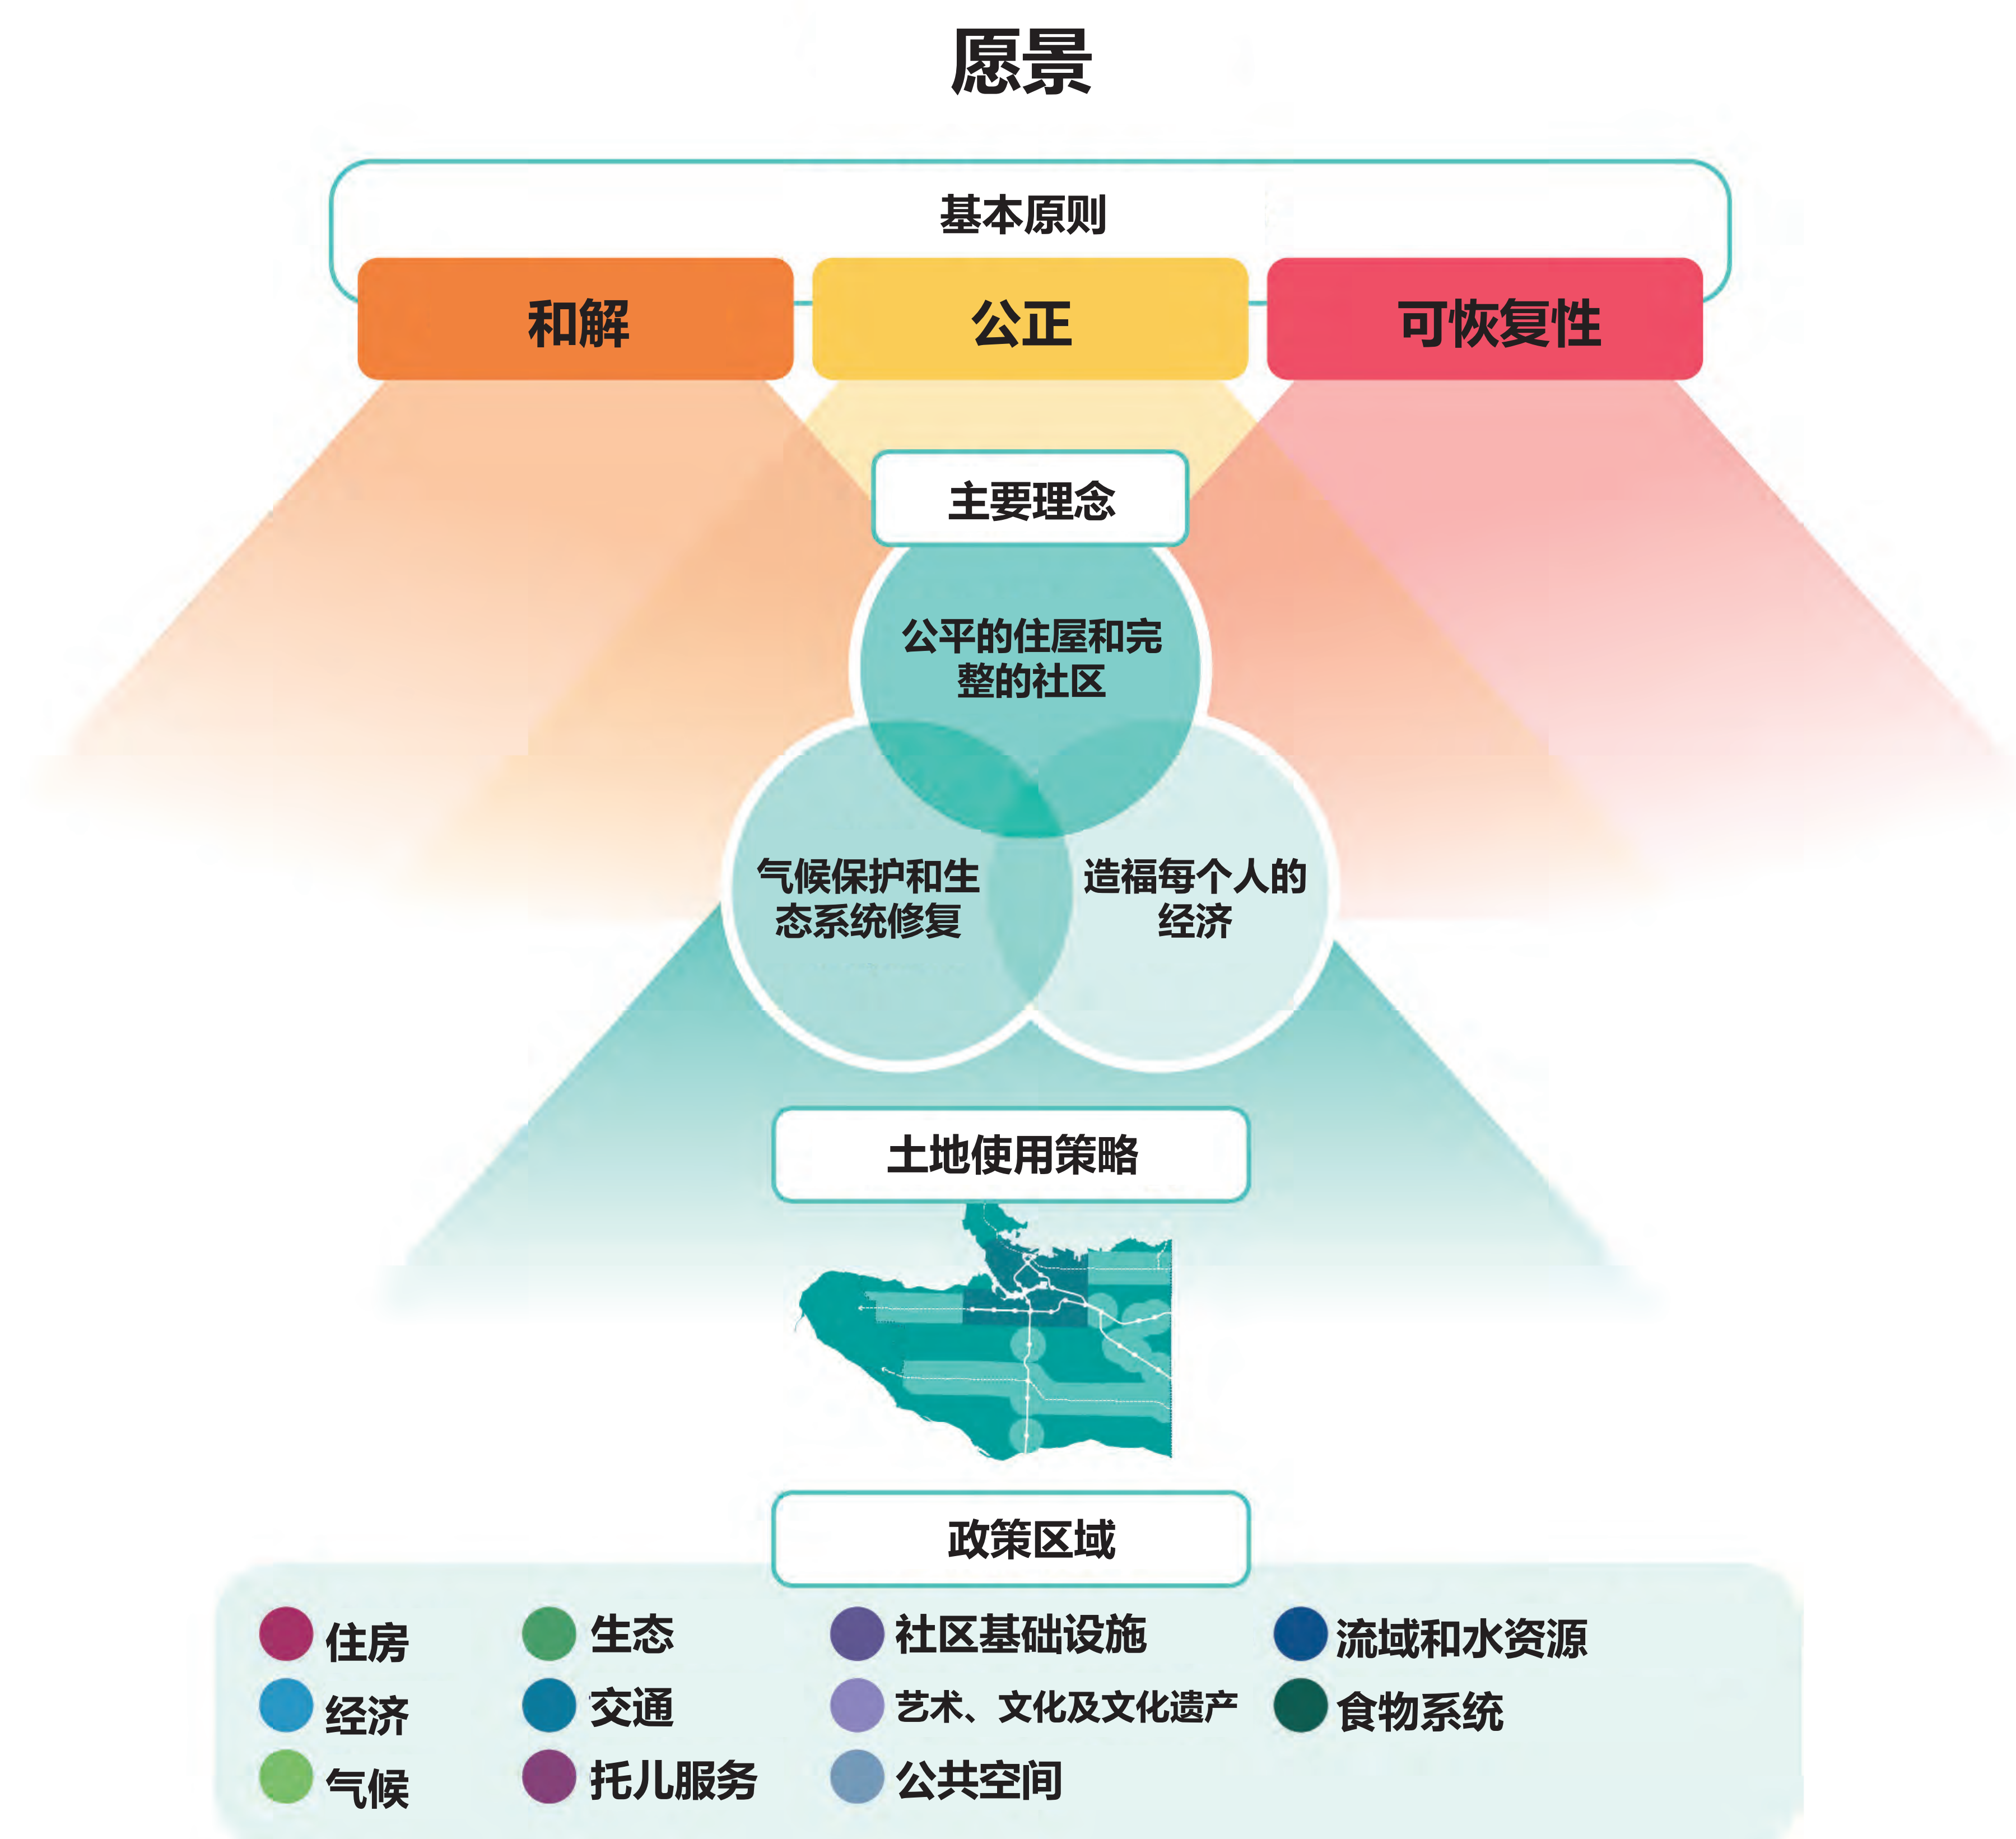 愿景
基本原则
和解
公正
可恢复性
主要理念
公平的住屋和完
整的社区
气候保护和生
态系统修复
造福每个人的
经济
土地使用策略
政策区域
住房
经济
气候
生态
交通
托儿服务
社区基础设施
艺术、文化及文化遗产
公共空间
流域和水资源
食物系统